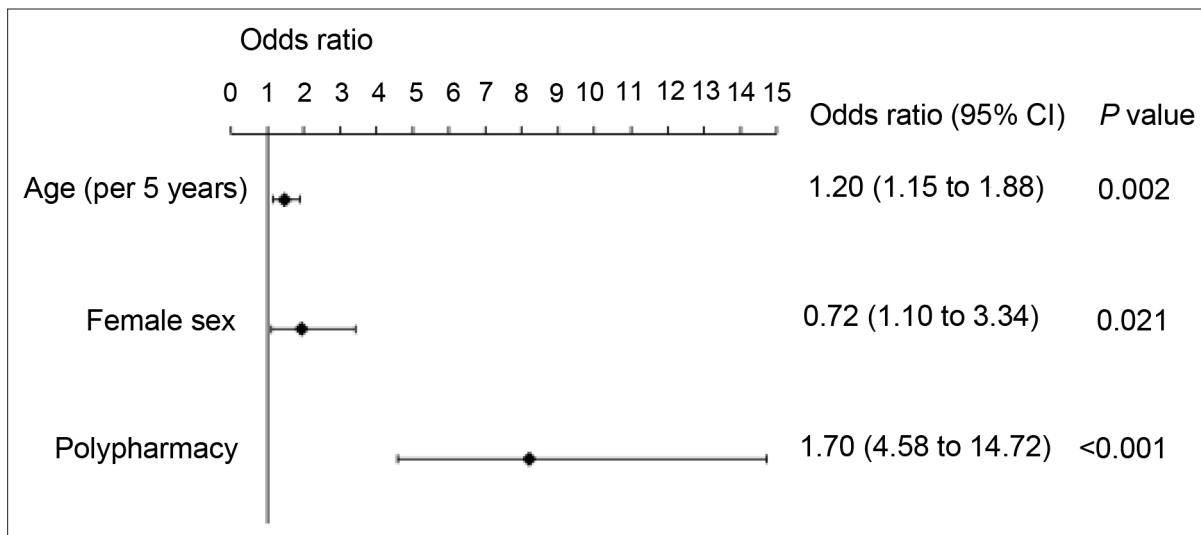 Odds ratio
0 1 2 3 4 5 6 7 8 9 10 11 12 13 14 15
Odds ratio (95% CI) P value
Age (per 5 years) 1.20 (1.15 to 1.88) 0.002
Female sex 0.72 (1.10 to 3.34) 0.021
Polypharmacy 1.70 (4.58 to 14.72) <0.001